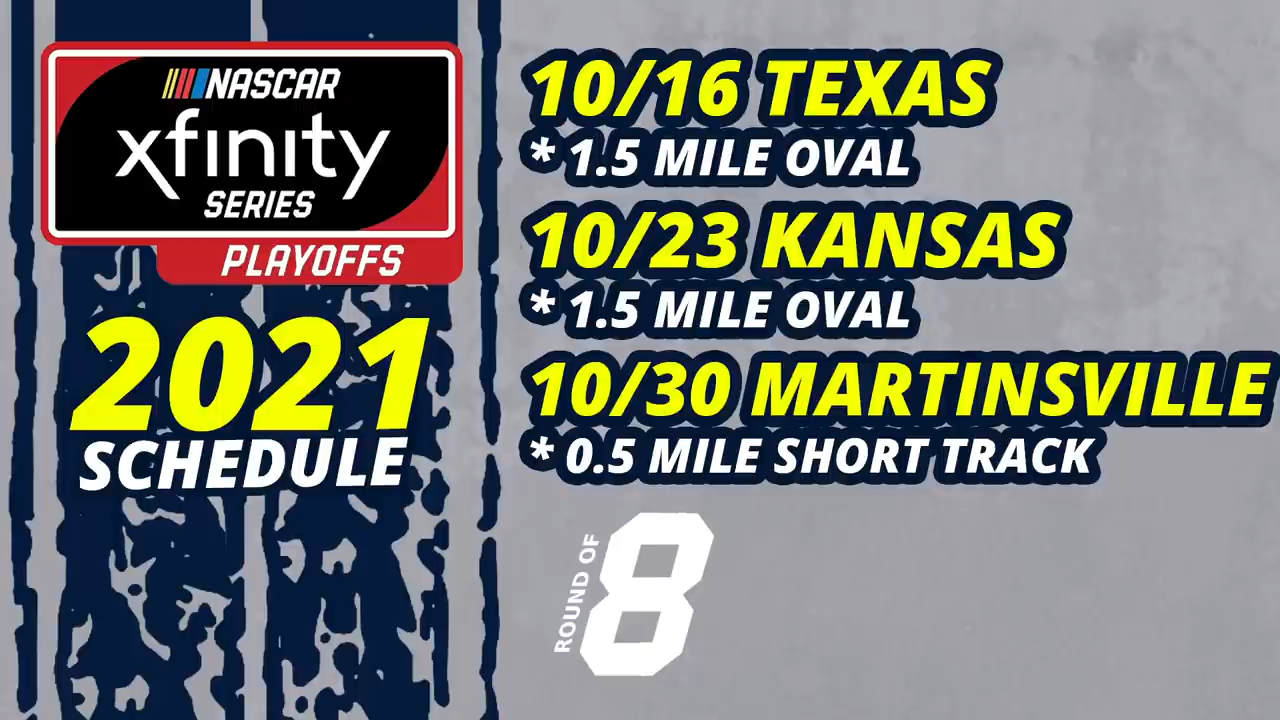 NASCAR
xfinity
SERIES
PLAYOFFS
2021
SCHEDULE
10/16 TEXAS
* 1.5 MILE OVAL
10/23 KANSAS
* 1.5 MILE OVAL
10/30 MARTINSVILLE
* 0.5 MILE SHORT TRACK
ROUND OF
8